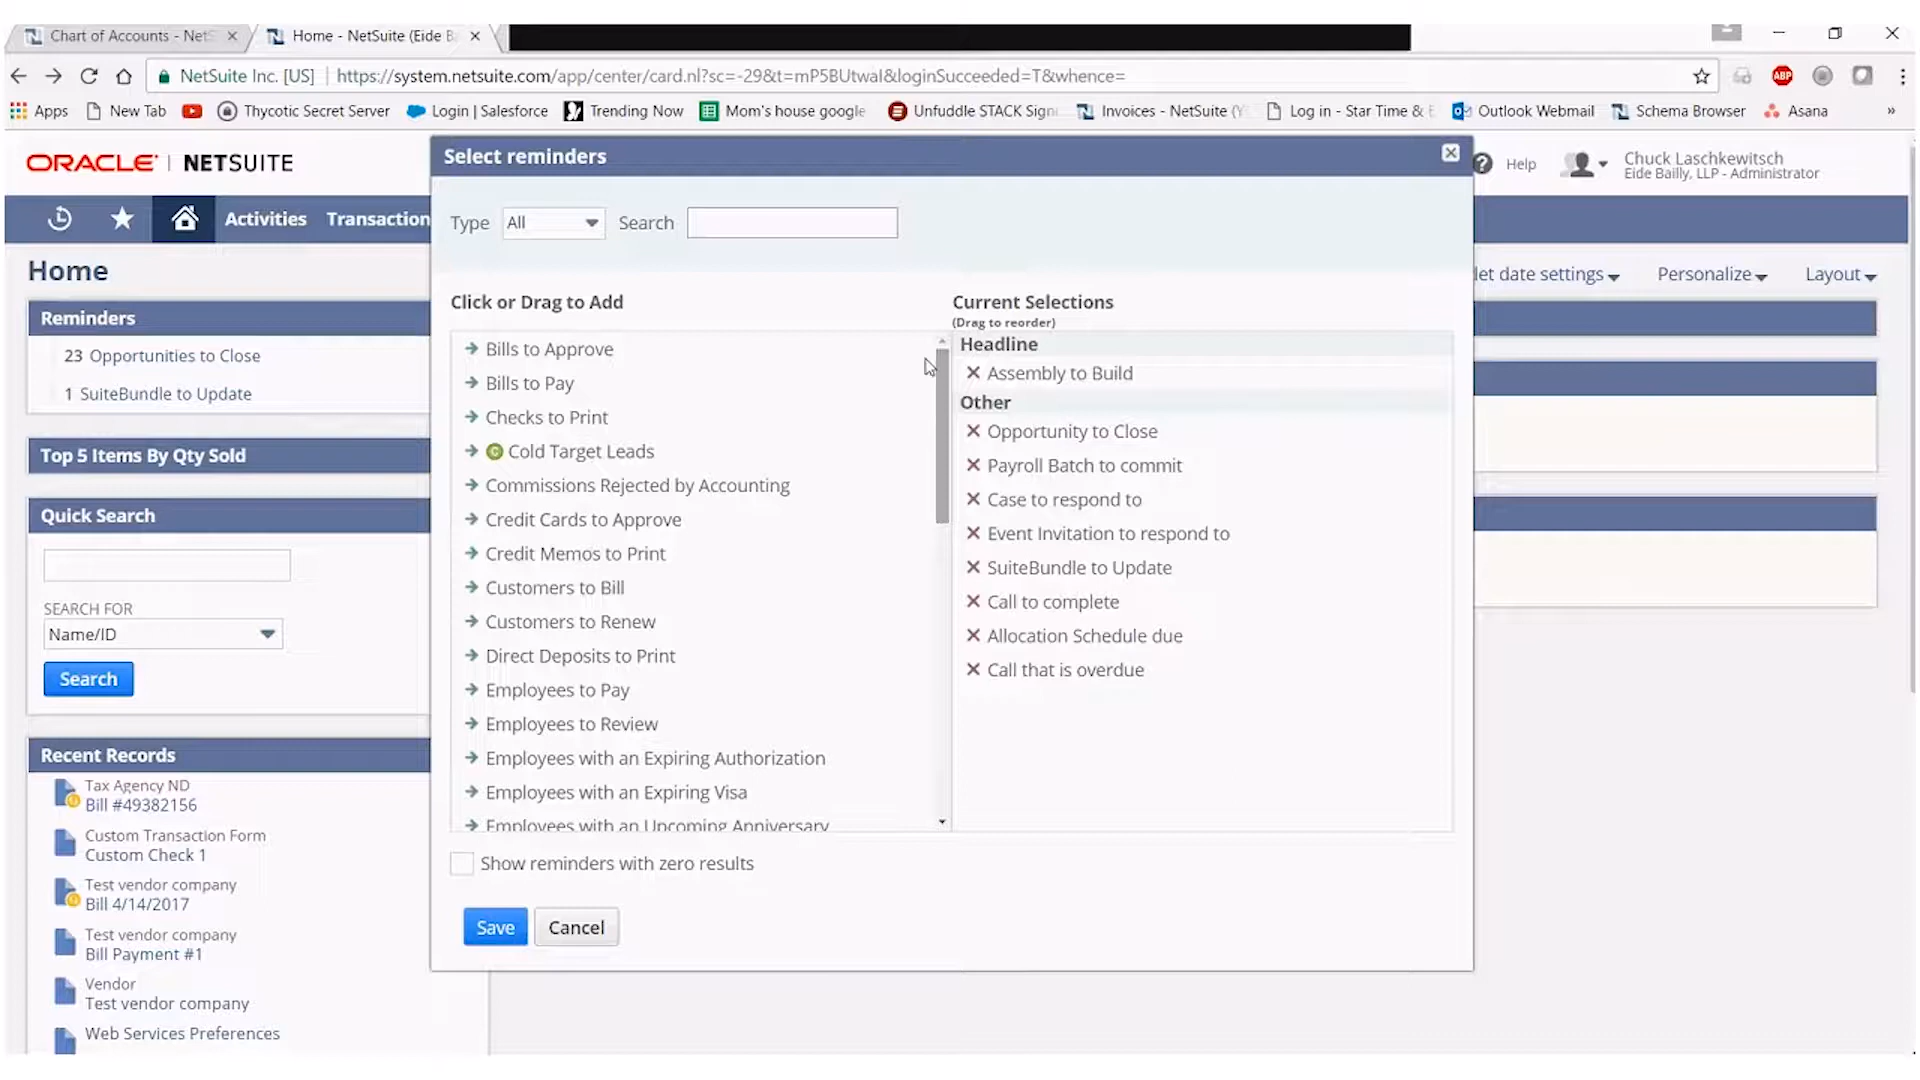 Chart of Accounts - NetS
Home - NetSuite (Eide Ba
NetSuite Inc. [US]
https://system.netsuite.com/app/center/card.nl?sc=-29&t=mP5BUtwaI&loginSucceeded=T&whence=
Apps
New Tab
Thycotic Secret Server
Login | Salesforce
Trending Now
Mom's house google
Unfuddle STACK Sign
Invoices - NetSuite (Y
Log in - Star Time & E
Outlook Webmail
Schema Browser
Asana
»
ABP
ORACLE | NETSUITE
Help
Chuck Laschkewitsch
Eide Bailly, LLP - Administrator
Activities
Transaction
Home
let date settings
Personalize
Layout
Reminders
23 Opportunities to Close
1 SuiteBundle to Update
Top 5 Items By Qty Sold
Quick Search
SEARCH FOR
Name/ID
Search
Recent Records
Tax Agency ND
Bill #49382156
Custom Transaction Form
Custom Check 1
Test vendor company
Bill 4/14/2017
Test vendor company
Bill Payment #1
Vendor
Test vendor company
Web Services Preferences
Select reminders
Type
All
Search
Click or Drag to Add
Bills to Approve
Bills to Pay
Checks to Print
C Cold Target Leads
Commissions Rejected by Accounting
Credit Cards to Approve
Credit Memos to Print
Customers to Bill
Customers to Renew
Direct Deposits to Print
Employees to Pay
Employees to Review
Employees with an Expiring Authorization
Employees with an Expiring Visa
Employees with an Upcoming Anniversary
Current Selections
(Drag to reorder)
Headline
Assembly to Build
Other
Opportunity to Close
Payroll Batch to commit
Case to respond to
Event Invitation to respond to
SuiteBundle to Update
Call to complete
Allocation Schedule due
Call that is overdue
Show reminders with zero results
Save
Cancel